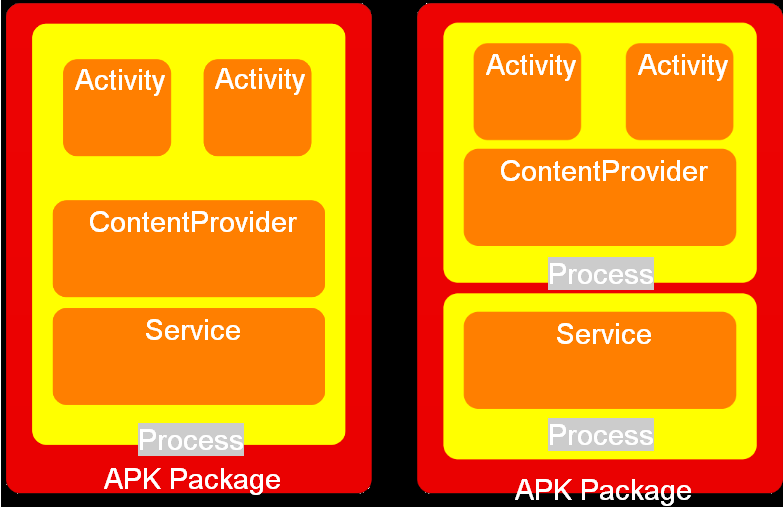 Activity
Activity
ContentProvider
Service
Process
APK Package
Activity
Activity
ContentProvider
Process
Service
Process
APK Package